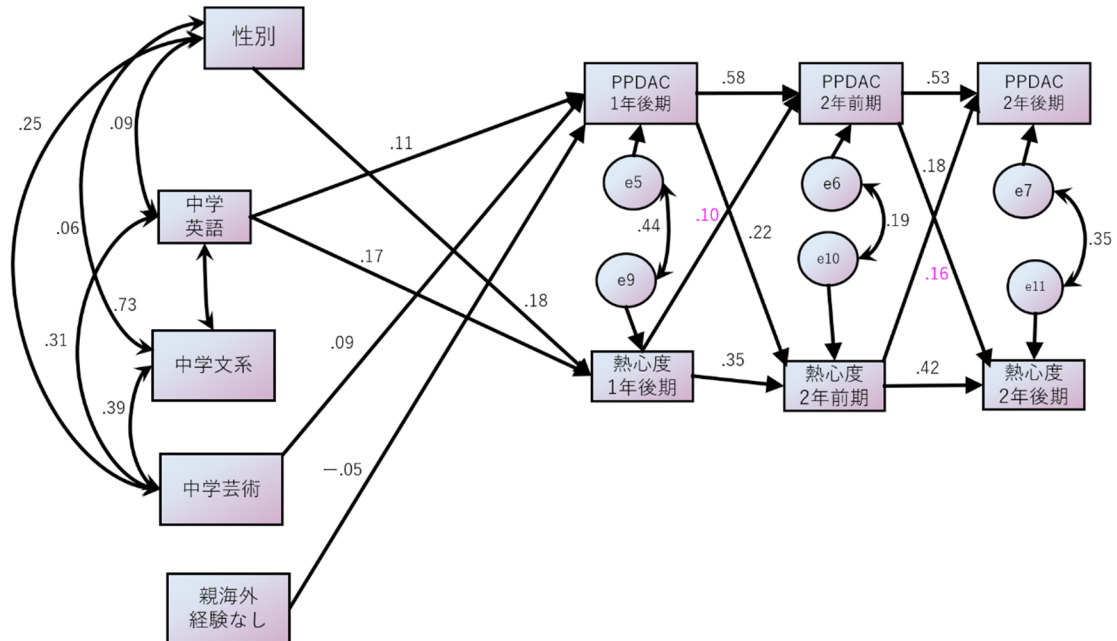 性別
.25
.09
中学
英語
.06
.73
.31
中学文系
.39
中学芸術
親海外
経験なし
.11
.17
.18
.09
−.05
PPDAC
1年後期
.58
PPDAC
2年前期
.53
PPDAC
2年後期
e5
e6
e7
.44
.10
.22
.19
.18
.16
.35
e9
e10
e11
熱心度
1年後期
.35
熱心度
2年前期
.42
熱心度
2年後期